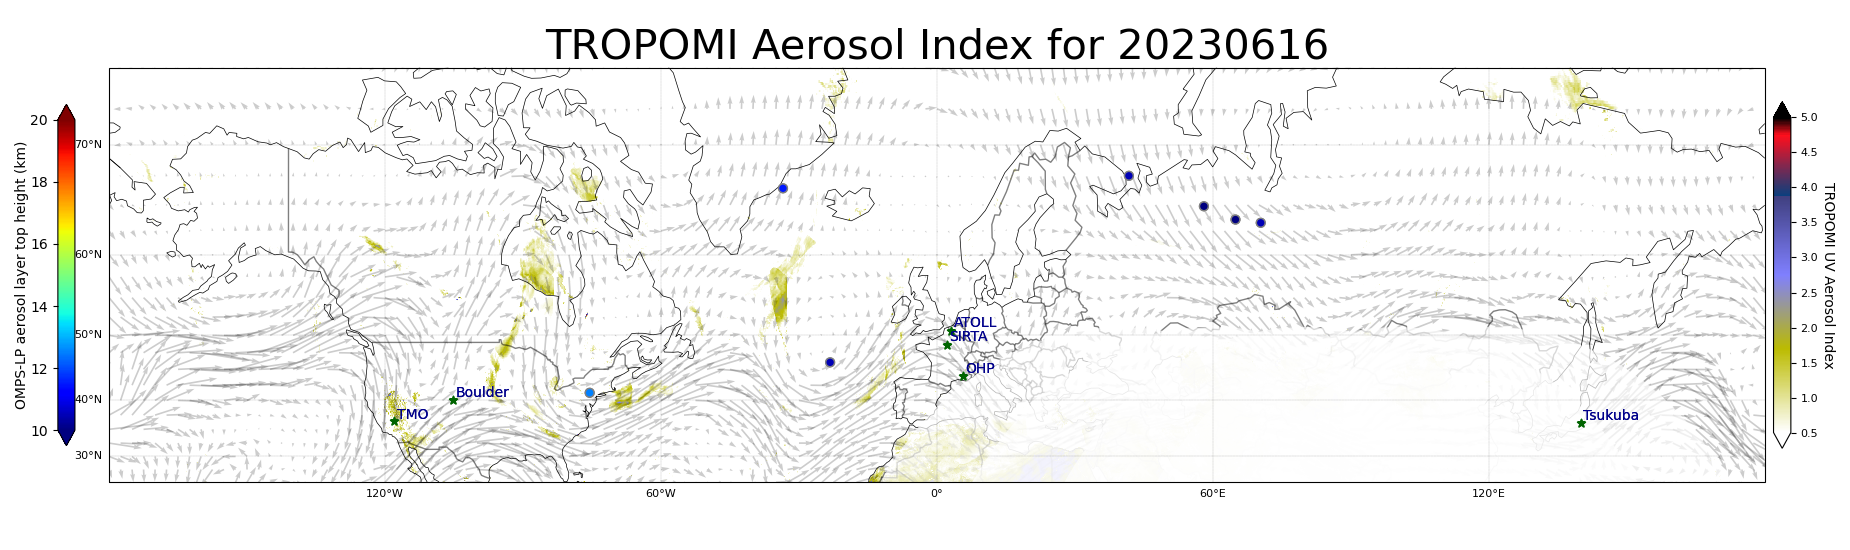 TROPOMI Aerosol Index for 20230616
OMPS-LP aerosol layer top height (km)
20
18
16
14
12
10
70°N
60°N
50°N
40°N
30°N
120°W
60°W
0°
60°E
120°E
ATOLL
SIRTA
OHP
Boulder
TMO
Tsukuba
5.0
4.5
4.0
3.5
3.0
2.5
2.0
1.5
1.0
0.5
TROPOMI UV Aerosol Index